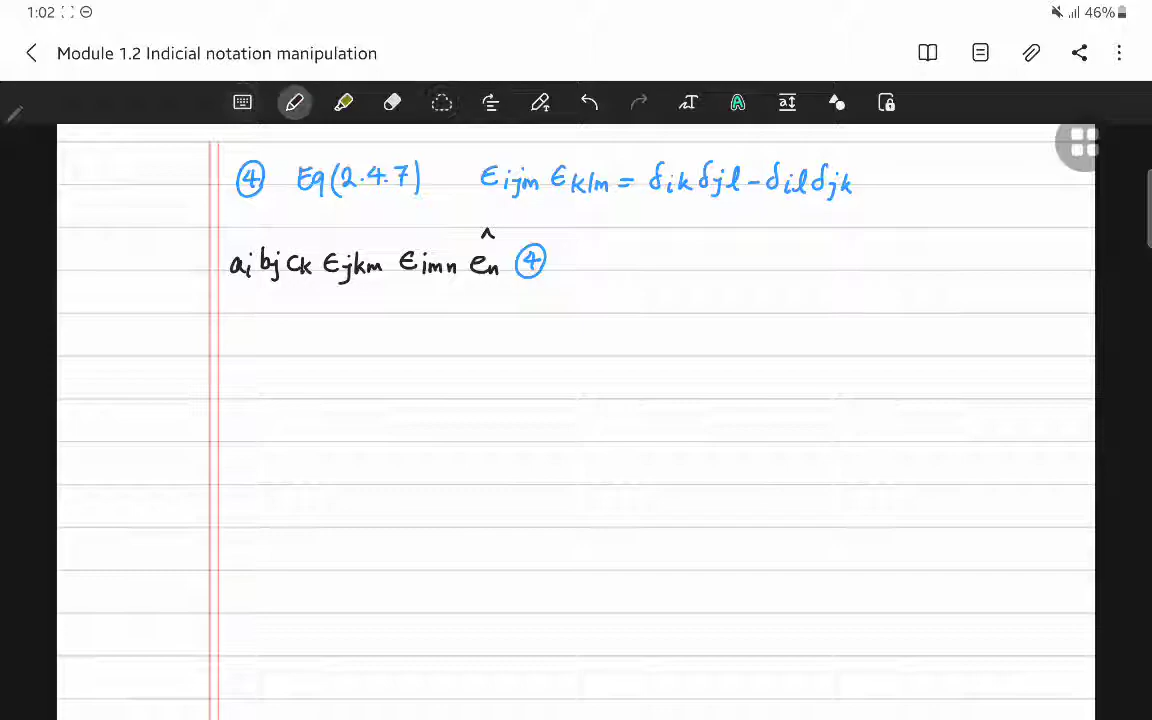 1:02 46%
Module 1.2 Indicial notation manipulation
④ Eq(2.4.7) ϵijm ϵklm = δik δjl − δil δjk
ai bj ck ϵjkm ϵimn ên ④